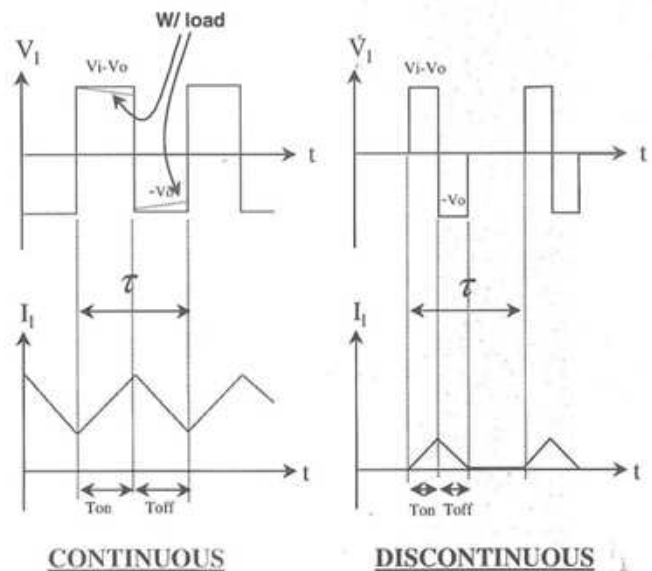 W/ load
V1
Vi-Vo
t
-Vo
τ
I1
t
Ton
Toff
CONTINUOUS
V1
Vi-Vo
t
-Vo
τ
I1
t
Ton
Toff
DISCONTINUOUS